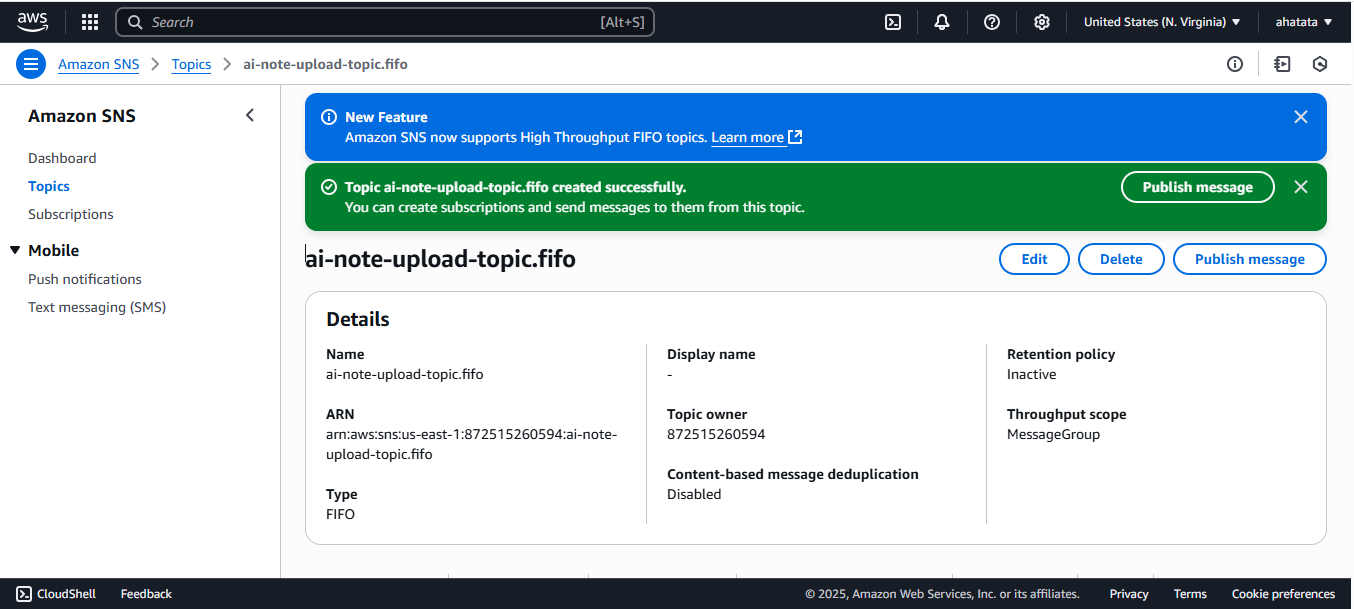 aws
Search [Alt+S]
United States (N. Virginia) ▼
ahatata ▼
Amazon SNS > Topics > ai-note-upload-topic.fifo
Amazon SNS
Dashboard
Topics
Subscriptions
▼ Mobile
Push notifications
Text messaging (SMS)
New Feature
Amazon SNS now supports High Throughput FIFO topics. Learn more
Topic ai-note-upload-topic.fifo created successfully.
You can create subscriptions and send messages to them from this topic.
Publish message
ai-note-upload-topic.fifo
Edit
Delete
Publish message
Details
Name
ai-note-upload-topic.fifo
ARN
arn:aws:sns:us-east-1:872515260594:ai-note-
upload-topic.fifo
Type
FIFO
Display name
-
Topic owner
872515260594
Content-based message deduplication
Disabled
Retention policy
Inactive
Throughput scope
MessageGroup
CloudShell
Feedback
© 2025, Amazon Web Services, Inc. or its affiliates.
Privacy
Terms
Cookie preferences